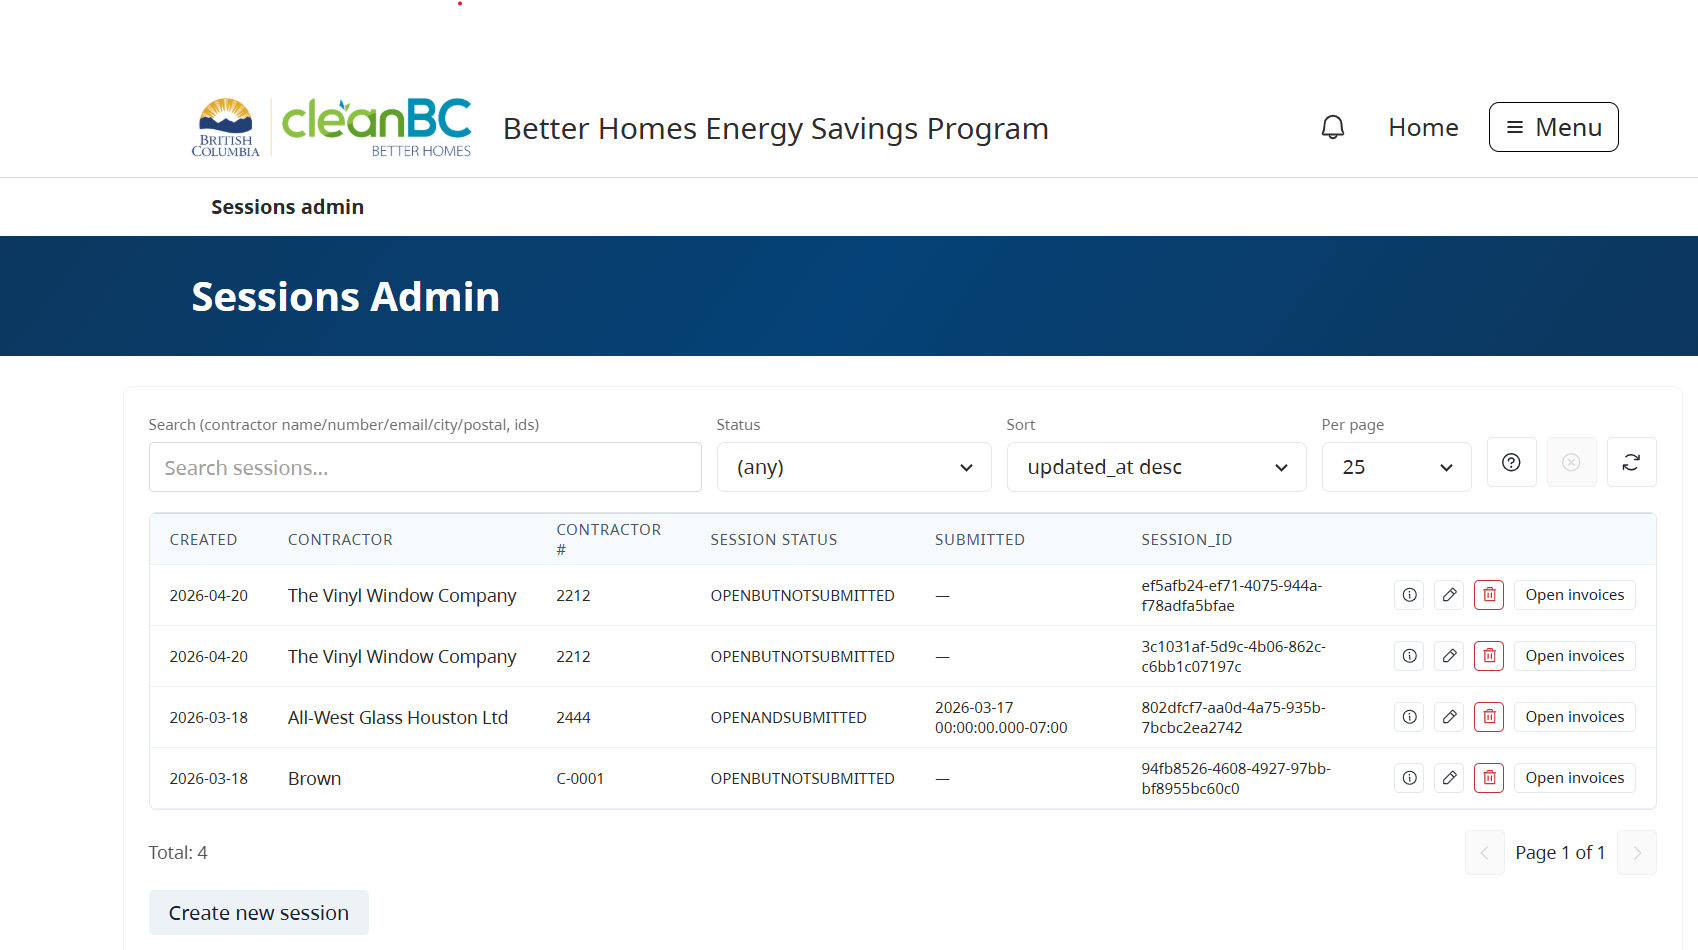 BRITISH
COLUMBIA
cleanBC
BETTER HOMES
Better Homes Energy Savings Program
Home
Menu
Sessions admin
Sessions Admin
Search (contractor name/number/email/city/postal, ids)
Status
Sort
Per page
Search sessions...
(any)
updated_at desc
25
CREATED
CONTRACTOR
CONTRACTOR
#
SESSION STATUS
SUBMITTED
SESSION_ID
2026-04-20
The Vinyl Window Company
2212
OPENBUTNOTSUBMITTED
—
ef5afb24-ef71-4075-944a-
f78adfa5bfae
Open invoices
2026-04-20
The Vinyl Window Company
2212
OPENBUTNOTSUBMITTED
—
3c1031af-5d9c-4b06-862c-
c6bb1c07197c
Open invoices
2026-03-18
All-West Glass Houston Ltd
2444
OPENANDSUBMITTED
2026-03-17
00:00:00.000-07:00
802dfcf7-aa0d-4a75-935b-
7bcbc2ea2742
Open invoices
2026-03-18
Brown
C-0001
OPENBUTNOTSUBMITTED
—
94fb8526-4608-4927-97bb-
bf8955bc60c0
Open invoices
Total: 4
Page 1 of 1
Create new session